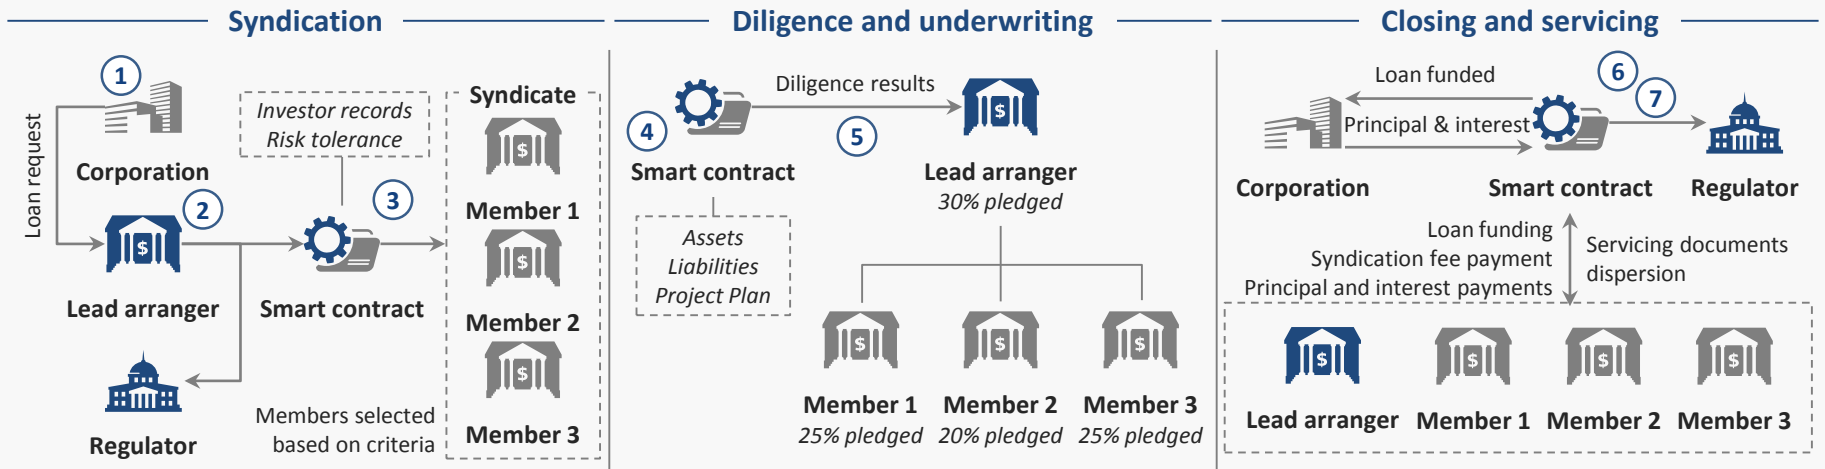 Syndication
1
Loan request
Corporation
2
Lead arranger
Regulator
Investor records
Risk tolerance
3
Smart contract
Members selected
based on criteria
Syndicate
$
Member 1
$
Member 2
$
Member 3
$
Diligence and underwriting
4
Smart contract
Assets
Liabilities
Project Plan
Diligence results
5
$
Lead arranger
30% pledged
$
$
$
Member 1
Member 2
Member 3
25% pledged
20% pledged
25% pledged
Closing and servicing
6
7
Loan funded
Principal & interest
Corporation
Smart contract
Regulator
Loan funding
Syndication fee payment
Principal and interest payments
Servicing documents
dispersion
$
$
$
$
Lead arranger
Member 1
Member 2
Member 3